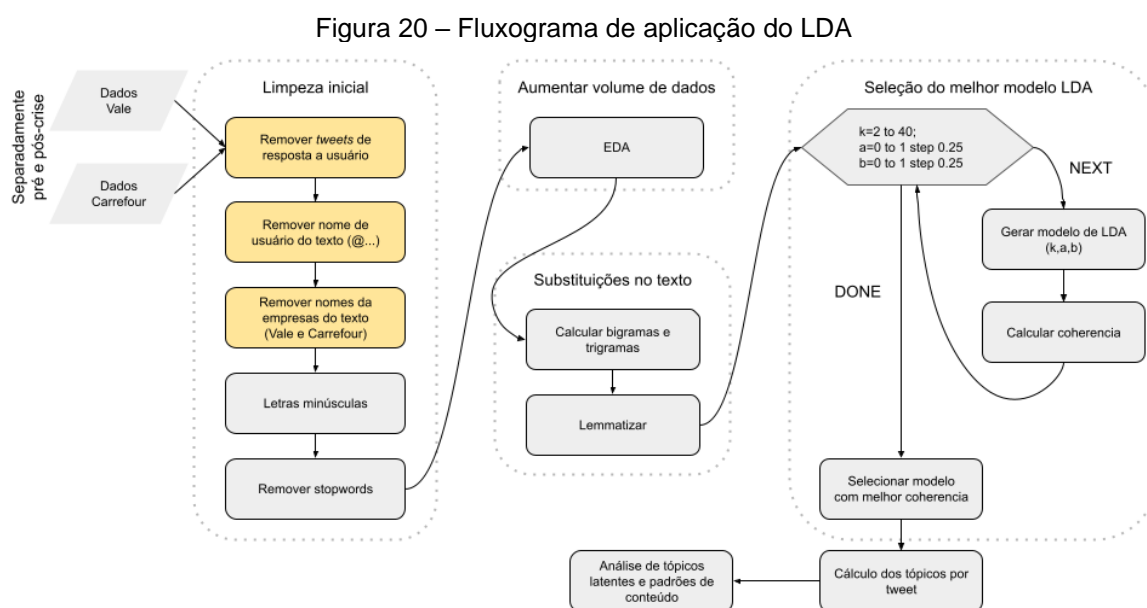 Figura 20 – Fluxograma de aplicação do LDA
Separadamente
pré e pós-crise
Dados
Vale
Dados
Carrefour
Limpeza inicial
Remover tweets de
resposta a usuário
Remover nome de
usuário do texto (@...)
Remover nomes da
empresas do texto
(Vale e Carrefour)
Letras minúsculas
Remover stopwords
Aumentar volume de dados
EDA
Substituições no texto
Calcular bigramas e
trigramas
Lemmatizar
Seleção do melhor modelo LDA
k=2 to 40;
a=0 to 1 step 0.25
b=0 to 1 step 0.25
NEXT
Gerar modelo de LDA
(k,a,b)
Calcular coherencia
DONE
Selecionar modelo
com melhor coherencia
Cálculo dos tópicos por
tweet
Análise de tópicos
latentes e padrões de
conteúdo